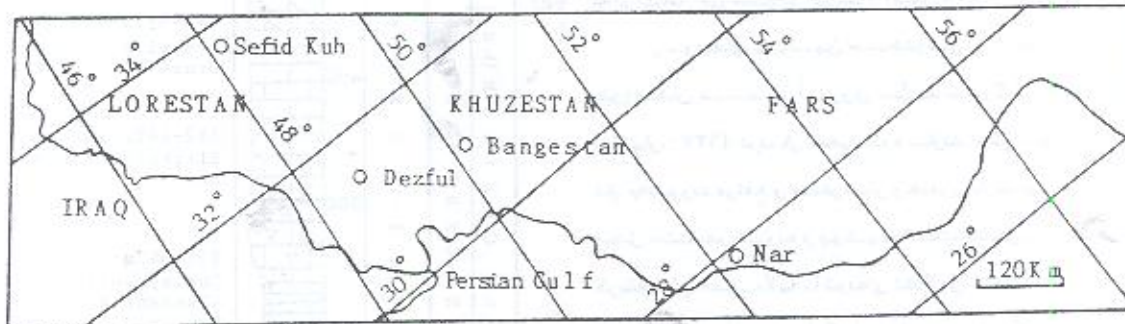 46°
34°
Sefid Kuh
50°
52°
54°
56°
LORESTAN
KHUZESTAN
FARS
48°
Bangestan
Dezful
IRAQ
32°
30°
Persian Gulf
28°
Nar
26°
120Km